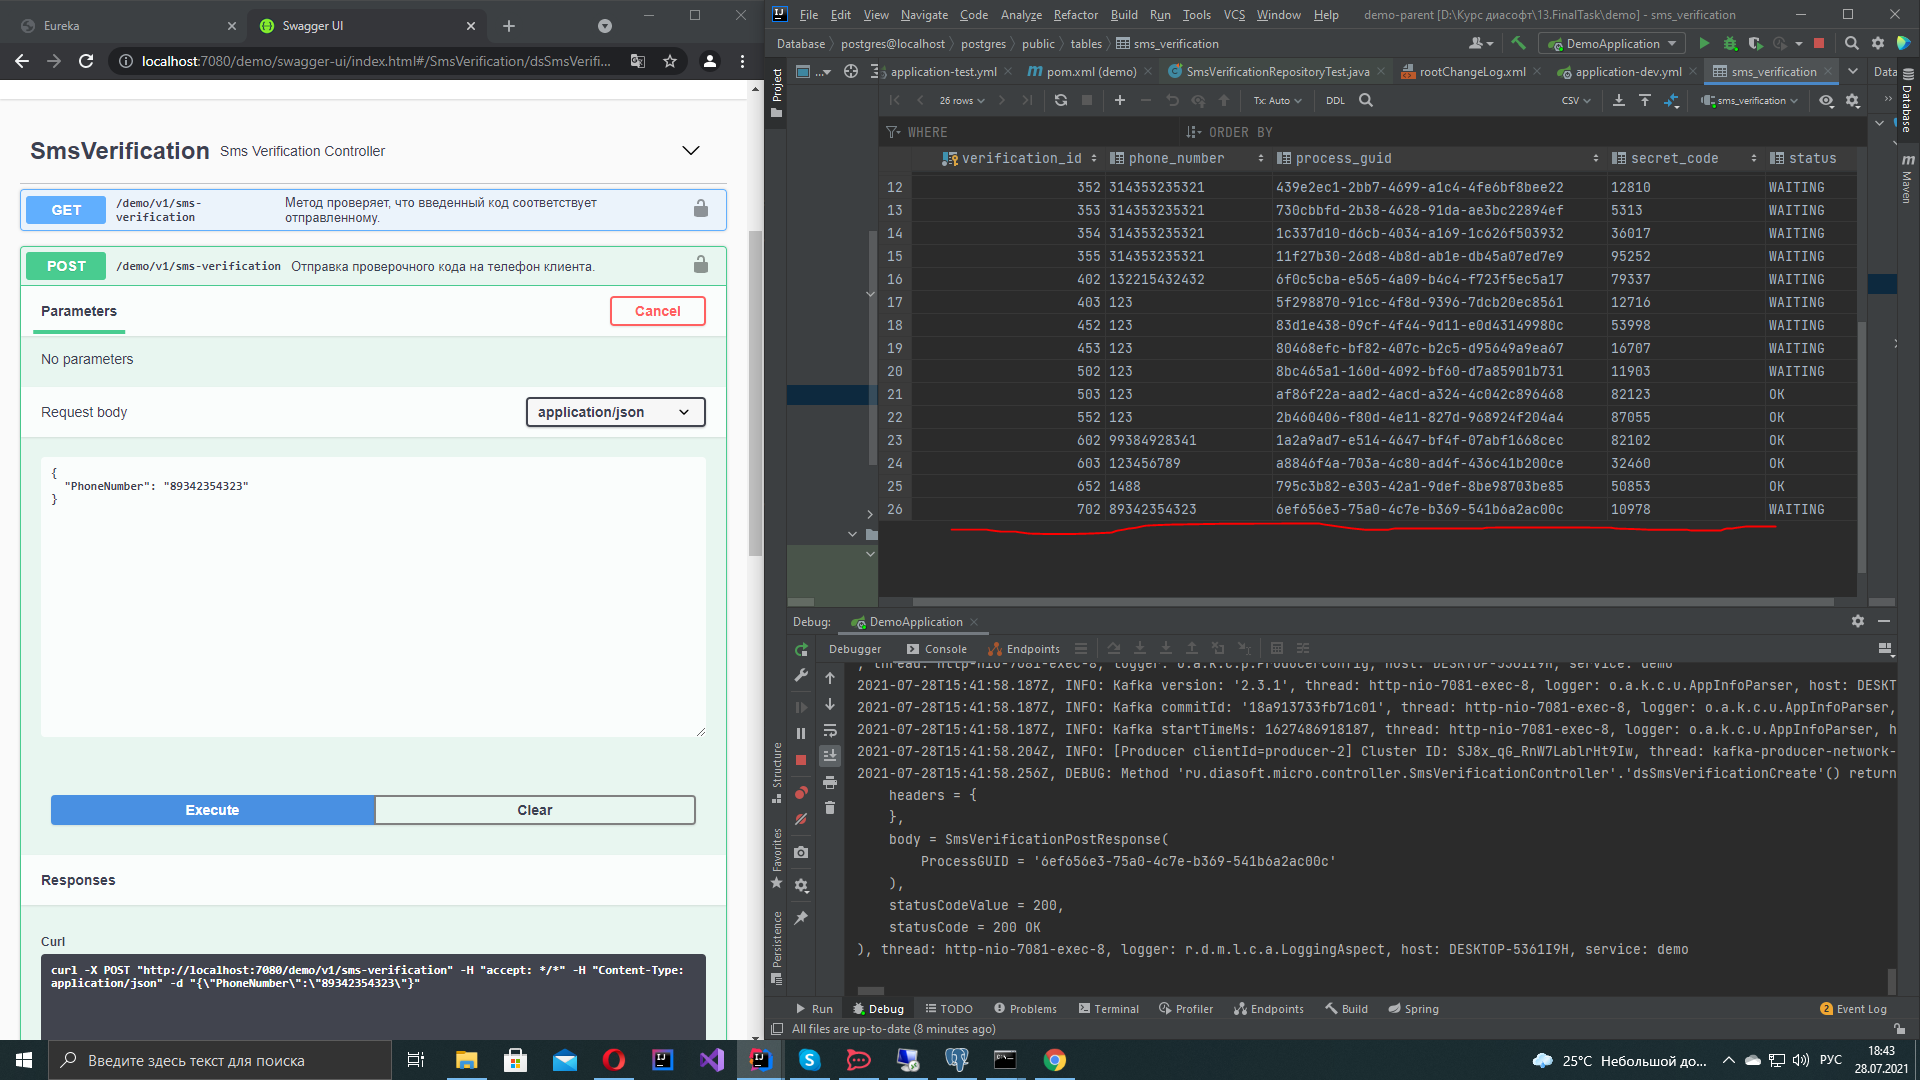 Eureka
Swagger UI
localhost:7080/demo/swagger-ui/index.html#/SmsVerification/dsSmsVerifi...
SmsVerification Sms Verification Controller
GET /demo/v1/sms-verification Метод проверяет, что введенный код соответствует отправленному.
POST /demo/v1/sms-verification Отправка проверочного кода на телефон клиента.
Parameters
Cancel
No parameters
Request body
application/json
{
"PhoneNumber": "89342354323"
}
Execute
Clear
Responses
Curl
curl -X POST "http://localhost:7080/demo/v1/sms-verification" -H "accept: */*" -H "Content-Type:
application/json" -d "{\"PhoneNumber\":\"89342354323\"}"
File Edit View Navigate Code Analyze Refactor Build Run Tools VCS Window Help demo-parent [D:\Курс диасофт\13.FinalTask\demo] - sms_verification
Database postgres@localhost postgres public tables sms_verification
DemoApplication
Project
application-test.yml pom.xml (demo) SmsVerificationRepositoryTest.java rootChangeLog.xml application-dev.yml sms_verification Data
26 rows Tx: Auto DDL CSV sms_verification
WHERE ORDER BY
verification_id phone_number process_guid secret_code status
12 352 314353235321 439e2ec1-2bb7-4699-a1c4-4fe6bf8bee22 12810 WAITING
13 353 314353235321 730cbbfd-2b38-4628-91da-ae3bc22894ef 5313 WAITING
14 354 314353235321 1c337d10-d6cb-4034-a169-1c626f503932 36017 WAITING
15 355 314353235321 11f27b30-26d8-4b8d-ab1e-db45a07ed7e9 95252 WAITING
16 402 132215432432 6f0c5cba-e565-4a09-b4c4-f723f5ec5a17 79337 WAITING
17 403 123 5f298870-91cc-4f8d-9396-7dcb20ec8561 12716 WAITING
18 452 123 83d1e438-09cf-4f44-9d11-e0d43149980c 53998 WAITING
19 453 123 80468efc-bf82-407c-b2c5-d95649a9ea67 16707 WAITING
20 502 123 8bc465a1-160d-4092-bf60-d7a85901b731 11903 WAITING
21 503 123 af86f22a-aad2-4acd-a324-4c042c896468 82123 OK
22 552 123 2b460406-f80d-4e11-827d-968924f204a4 87055 OK
23 602 99384928341 1a2a9ad7-e514-4647-bf4f-07abf1668cec 82102 OK
24 603 123456789 a8846f4a-703a-4c80-ad4f-436c41b200ce 32460 OK
25 652 1488 795c3b82-e303-42a1-9def-8be98703be85 50853 OK
26 702 89342354323 6ef656e3-75a0-4c7e-b369-541b6a2ac00c 10978 WAITING
Database
Maven
Debug: DemoApplication
Debugger Console Endpoints
, thread: http-nio-7081-exec-8, logger: o.a.k.c.p.ProducerConfig, host: DESKTOP-5361I9H, service: demo
2021-07-28T15:41:58.187Z, INFO: Kafka version: '2.3.1', thread: http-nio-7081-exec-8, logger: o.a.k.c.u.AppInfoParser, host: DESKT
2021-07-28T15:41:58.187Z, INFO: Kafka commitId: '18a913733fb71c01', thread: http-nio-7081-exec-8, logger: o.a.k.c.u.AppInfoParser,
2021-07-28T15:41:58.187Z, INFO: Kafka startTimeMs: 1627486918187, thread: http-nio-7081-exec-8, logger: o.a.k.c.u.AppInfoParser, h
2021-07-28T15:41:58.204Z, INFO: [Producer clientId=producer-2] Cluster ID: SJ8x_qG_RnW7LablrHt9Iw, thread: kafka-producer-network-
2021-07-28T15:41:58.256Z, DEBUG: Method 'ru.diasoft.micro.controller.SmsVerificationController'.'dsSmsVerificationCreate'() return
headers = {
},
body = SmsVerificationPostResponse(
ProcessGUID = '6ef656e3-75a0-4c7e-b369-541b6a2ac00c'
),
statusCodeValue = 200,
statusCode = 200 OK
), thread: http-nio-7081-exec-8, logger: r.d.m.l.c.a.LoggingAspect, host: DESKTOP-5361I9H, service: demo
Structure
Favorites
Persistence
Run Debug TODO Problems Terminal Profiler Endpoints Build Spring 2 Event Log
All files are up-to-date (8 minutes ago)
Введите здесь текст для поиска
25°C Небольшой до... РУС
18:43
28.07.2021